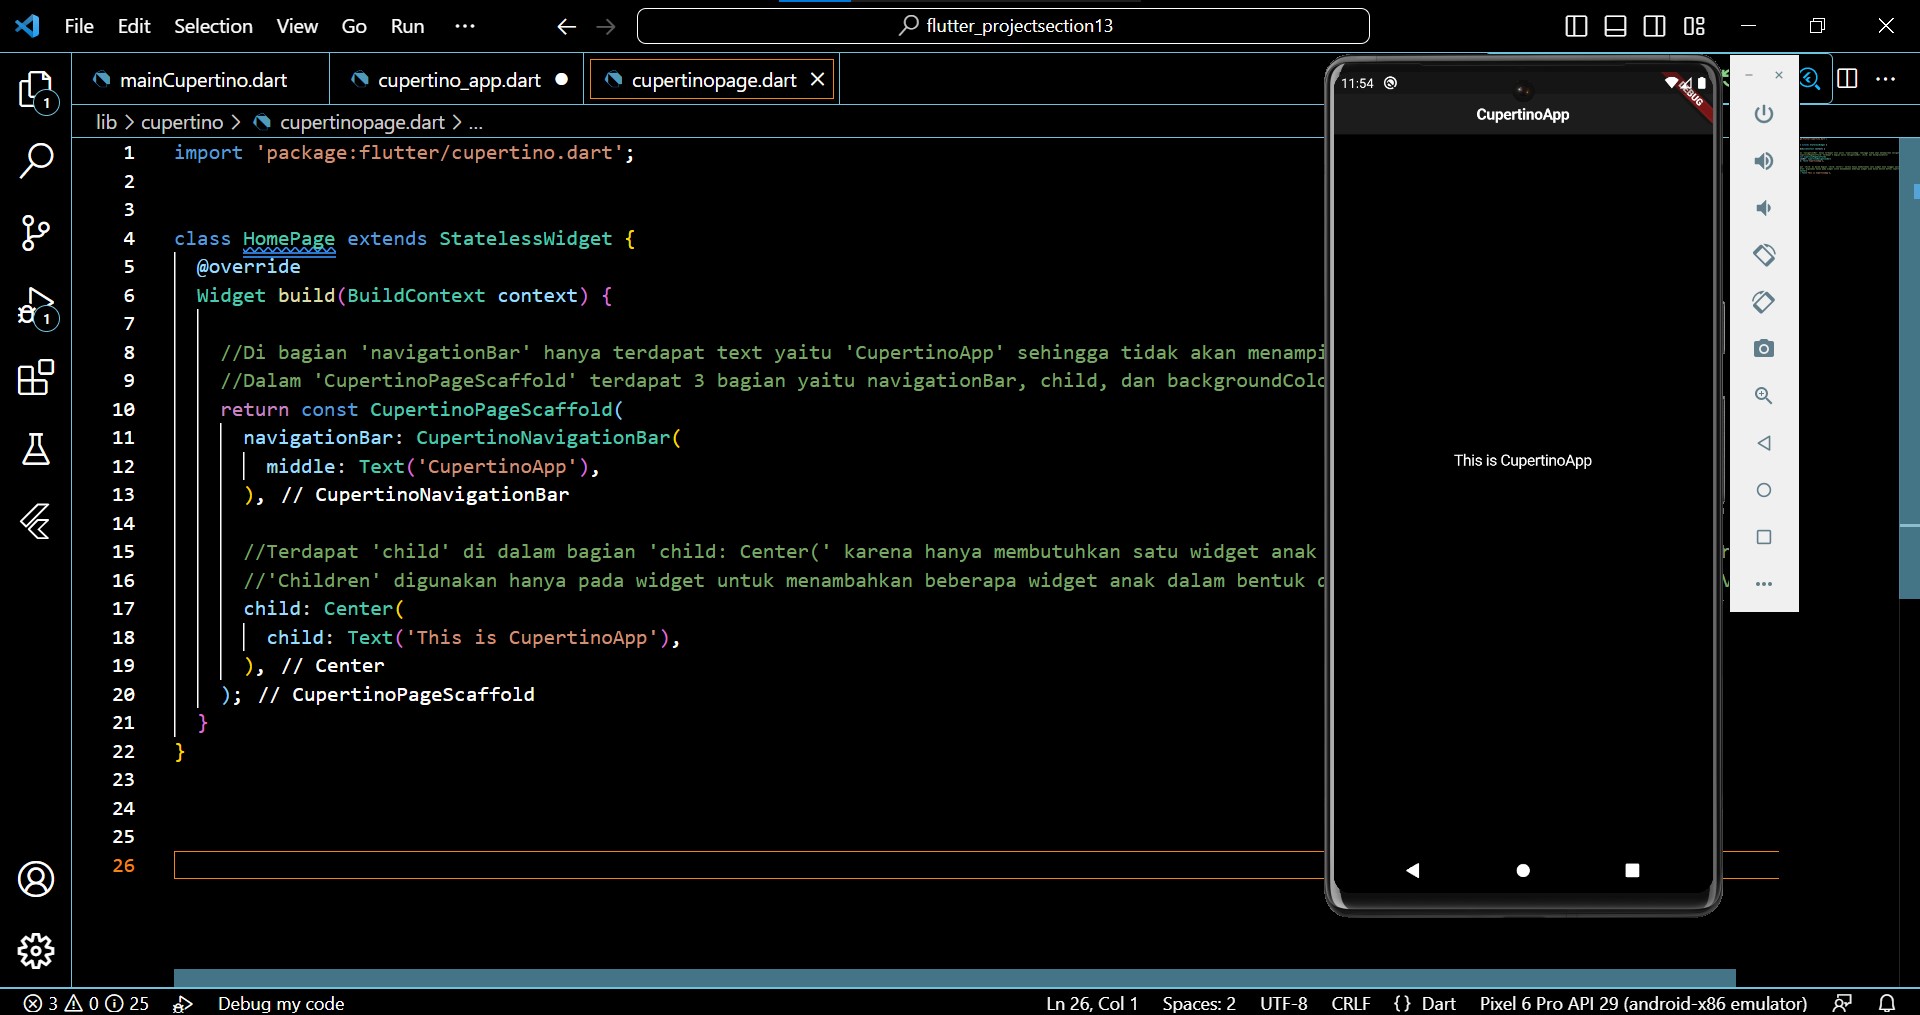 File Edit Selection View Go Run ··· flutter_projectsection13
mainCupertino.dart cupertino_app.dart cupertinopage.dart
lib > cupertino > cupertinopage.dart > ...
1 import 'package:flutter/cupertino.dart';
2
3
4 class HomePage extends StatelessWidget {
5 @override
6 Widget build(BuildContext context) {
7
8 //Di bagian 'navigationBar' hanya terdapat text yaitu 'CupertinoApp' sehingga tidak akan menampi
9 //Dalam 'CupertinoPageScaffold' terdapat 3 bagian yaitu navigationBar, child, dan backgroundColo
10 return const CupertinoPageScaffold(
11 navigationBar: CupertinoNavigationBar(
12 middle: Text('CupertinoApp'),
13 ), // CupertinoNavigationBar
14
15 //Terdapat 'child' di dalam bagian 'child: Center(' karena hanya membutuhkan satu widget anak
16 //'Children' digunakan hanya pada widget untuk menambahkan beberapa widget anak dalam bentuk
17 child: Center(
18 child: Text('This is CupertinoApp'),
19 ), // Center
20 ); // CupertinoPageScaffold
21 }
22 }
23
24
25
26
11:54
DEBUG
CupertinoApp
This is CupertinoApp
1
1
3 0 25 Debug my code Ln 26, Col 1 Spaces: 2 UTF-8 CRLF {} Dart Pixel 6 Pro API 29 (android-x86 emulator)